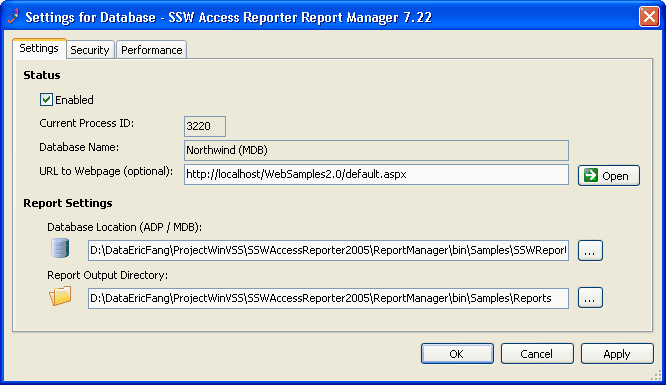 Settings for Database - SSW Access Reporter Report Manager 7.22
Settings Security Performance
Status
Enabled
Current Process ID: 3220
Database Name: Northwind (MDB)
URL to Webpage (optional): http://localhost/WebSamples2.0/default.aspx Open
Report Settings
Database Location (ADP / MDB):
D:\DataEricFang\ProjectWinVSS\SSWAccessReporter2005\ReportManager\bin\Samples\SSWRepor ...
Report Output Directory:
D:\DataEricFang\ProjectWinVSS\SSWAccessReporter2005\ReportManager\bin\Samples\Reports ...
OK Cancel Apply